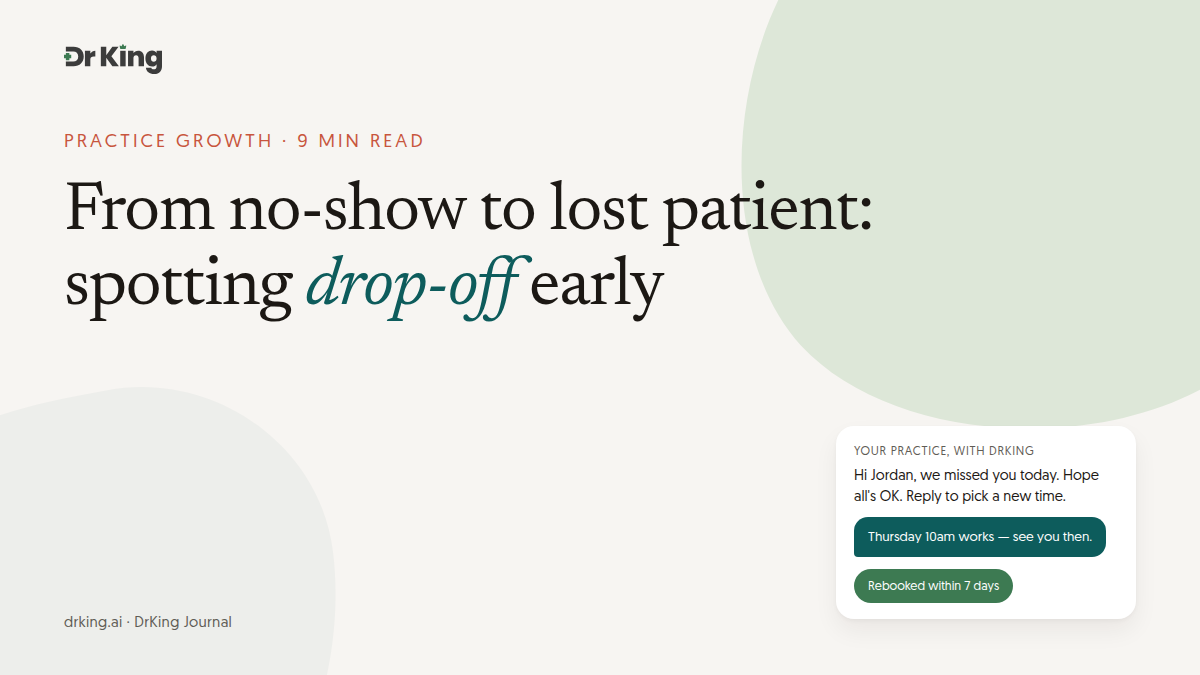 Dr King
PRACTICE GROWTH · 9 MIN READ
From no-show to lost patient:
spotting drop-off early
YOUR PRACTICE, WITH DRKING
Hi Jordan, we missed you today. Hope
all's OK. Reply to pick a new time.
Thursday 10am works — see you then.
Rebooked within 7 days
drking.ai · DrKing Journal